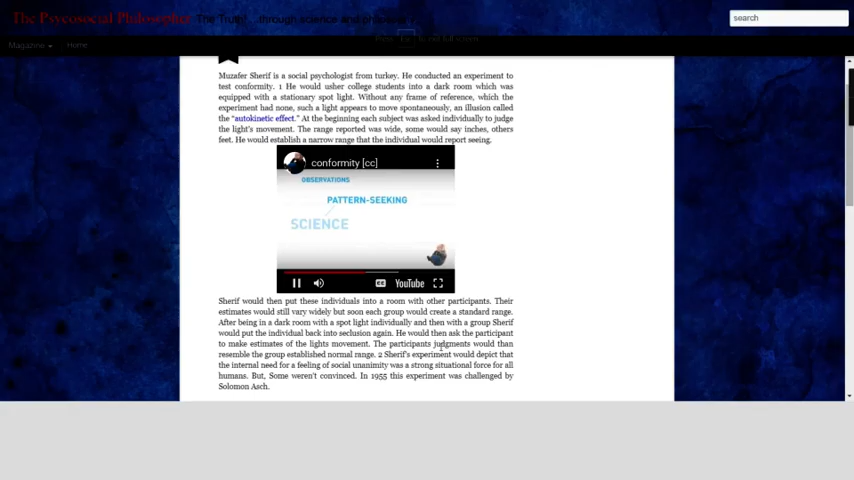 The Psycosocial Philosopher The Truth! ...through science and philoso
search
Magazine
Home
to exit full screen
Muzafer Sherif is a social psychologist from turkey. He conducted an experiment to
test conformity. 1 He would usher college students into a dark room which was
equipped with a stationary spot light. Without any frame of reference, which the
experiment had none, such a light appears to move spontaneously, an illusion called
the "autokinetic effect." At the beginning each subject was asked individually to judge
the light's movement. The range reported was wide, some would say inches, others
feet. He would establish a narrow range that the individual would report seeing.
conformity [cc]
OBSERVATIONS
PATTERN-SEEKING
SCIENCE
CC YouTube
Sherif would then put these individuals into a room with other participants. Their
estimates would still vary widely but soon each group would create a standard range.
After being in a dark room with a spot light individually and then with a group Sherif
would put the individual back into seclusion again. He would then ask the participant
to make estimates of the lights movement. The participants judgments would than
resemble the group established normal range. 2 Sherif's experiment would depict that
the internal need for a feeling of social unanimity was a strong situational force for all
humans. But, Some weren't convinced. In 1955 this experiment was challenged by
Solomon Asch.